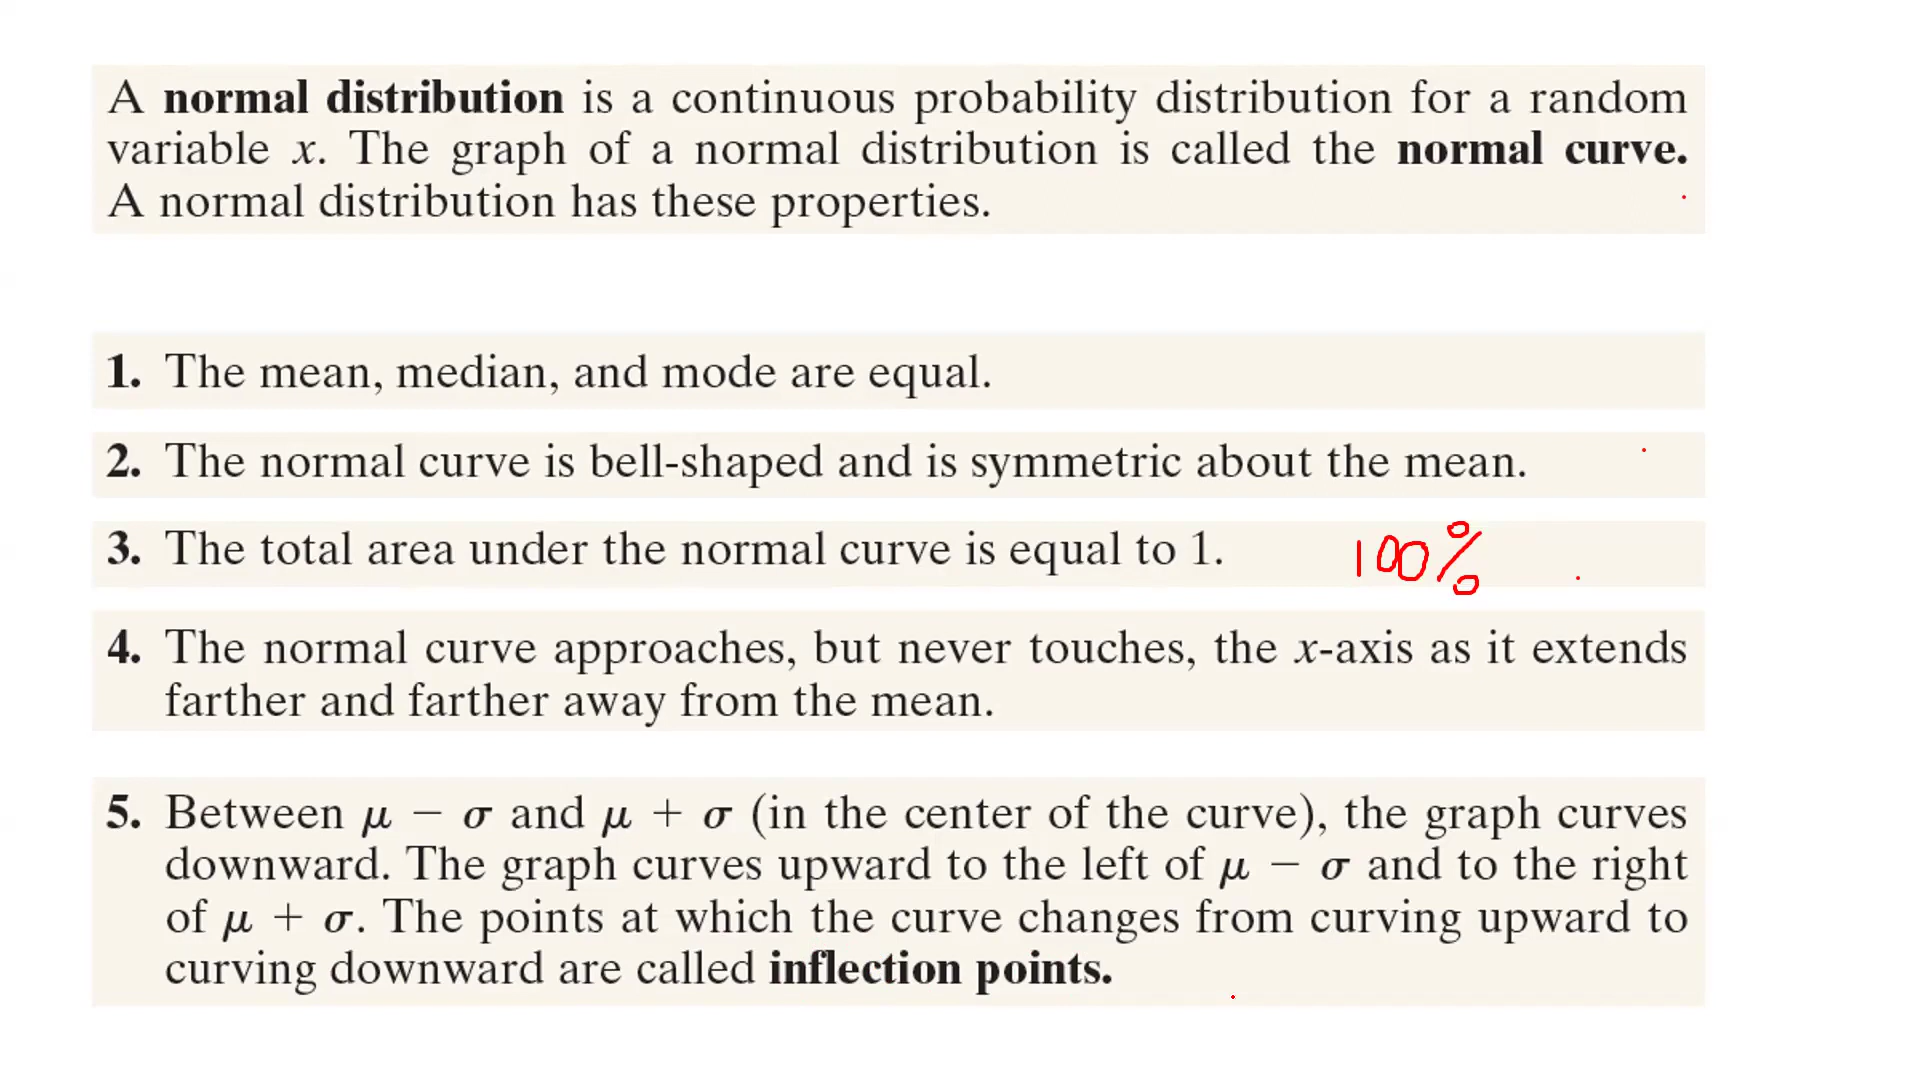 A normal distribution is a continuous probability distribution for a random
variable x. The graph of a normal distribution is called the normal curve.
A normal distribution has these properties.
1. The mean, median, and mode are equal.
2. The normal curve is bell-shaped and is symmetric about the mean.
3. The total area under the normal curve is equal to 1. 100%
4. The normal curve approaches, but never touches, the x-axis as it extends
farther and farther away from the mean.
5. Between μ − σ and μ + σ (in the center of the curve), the graph curves
downward. The graph curves upward to the left of μ − σ and to the right
of μ + σ. The points at which the curve changes from curving upward to
curving downward are called inflection points.